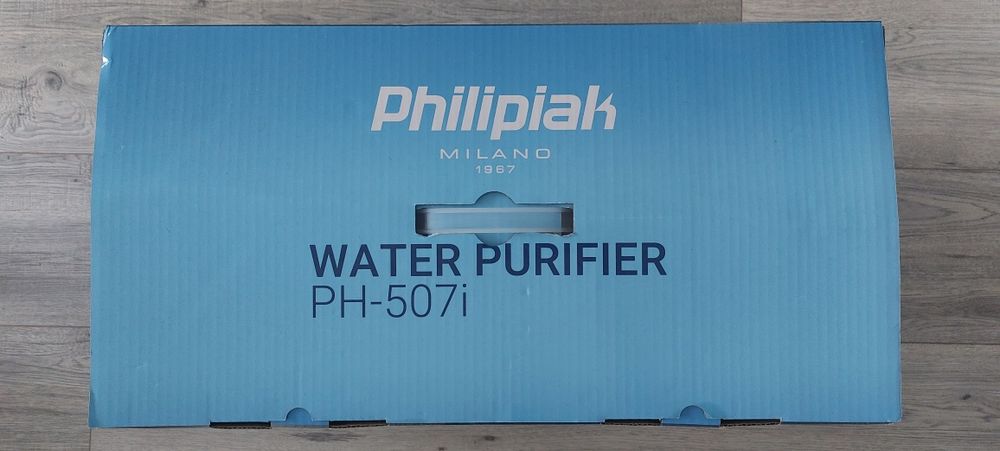 Philipiak
MILANO
1967
WATER PURIFIER
PH-507i